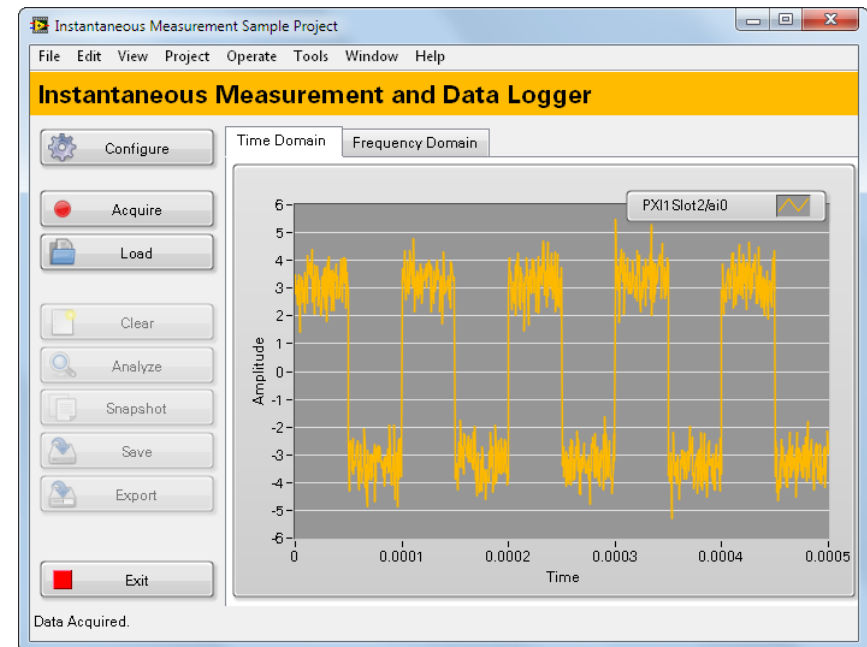 Instantaneous Measurement Sample Project
File Edit View Project Operate Tools Window Help
Instantaneous Measurement and Data Logger
Configure
Acquire
Load
Clear
Analyze
Snapshot
Save
Export
Exit
Time Domain Frequency Domain
PXI1Slot2/ai0
Amplitude
6
5
4
3
2
1
0
-1
-2
-3
-4
-5
-6
0 0.0001 0.0002 0.0003 0.0004 0.0005
Time
Data Acquired.